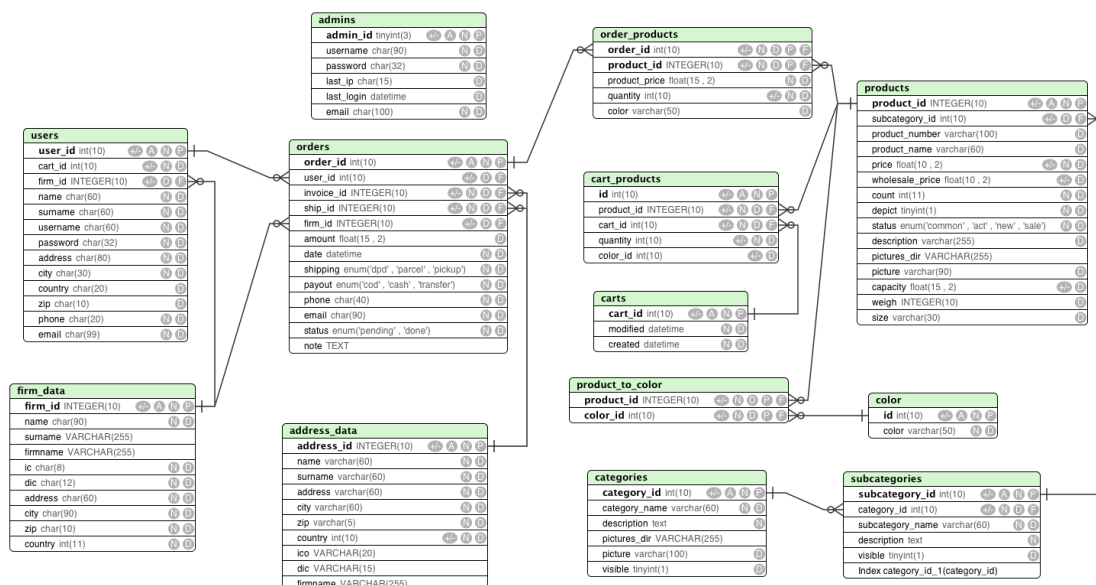 admins
admin_id tinyint(3) +/- A N P
username char(90) N D
password char(32) N D
last_ip char(15) D
last_login datetime D
email char(100) N D
users
user_id int(10) +/- A N P
cart_id int(10) +/- N D
firm_id INTEGER(10) +/- D F
name char(60) N D
surname char(60) N D
username char(60) N D
password char(32) N D
address char(80) N D
city char(30) N D
country char(20) D
zip char(10) D
phone char(20) N D
email char(99) N D
firm_data
firm_id INTEGER(10) +/- A N P
name char(90) N D
surname VARCHAR(255)
firmname VARCHAR(255)
ic char(8) N D
dic char(12) N D
address char(60) N D
city char(90) N D
zip char(10) N D
country int(11) N D
orders
order_id int(10) +/- A N P
user_id int(10) +/- D F
invoice_id INTEGER(10) +/- N D F
ship_id INTEGER(10) +/- N D F
firm_id INTEGER(10) +/- D F
amount float(15 , 2) D
date datetime N D
shipping enum('dpd' , 'parcel' , 'pickup') N D
payout enum('cod' , 'cash' , 'transfer') N D
phone char(40) N D
email char(90) N D
status enum('pending' , 'done') N D
note TEXT
address_data
address_id INTEGER(10) +/- A N P
name varchar(60) N D
surname varchar(60) N D
address varchar(60) N D
city varchar(60) N D
zip varchar(5) N D
country int(10) +/- N D
ico VARCHAR(20)
dic VARCHAR(15)
firmname VARCHAR(255)
order_products
order_id int(10) +/- N D P F
product_id INTEGER(10) +/- N D P F
product_price float(15 , 2) N D
quantity int(10) +/- N D
color varchar(50) D
cart_products
id int(10) +/- A N P
product_id INTEGER(10) +/- N D F
cart_id int(10) +/- N D F
quantity int(10) +/- N D
color_id int(10) +/- D
carts
cart_id int(10) +/- A N P
modified datetime N D
created datetime N D
product_to_color
product_id INTEGER(10) +/- N D P F
color_id int(10) +/- N D P F
categories
category_id int(10) +/- A N P
category_name varchar(60) N D
description text N
pictures_dir VARCHAR(255)
picture varchar(100) D
visible tinyint(1) D
products
product_id INTEGER(10) +/- A N P
subcategory_id int(10) +/- D F
product_number varchar(100) D
product_name varchar(60) D
price float(10 , 2) +/- N D
wholesale_price float(10 , 2) +/- D
count int(11) N D
depict tinyint(1) N D
status enum('common' , 'act' , 'new' , 'sale') N D
description varchar(255) D
pictures_dir VARCHAR(255)
picture varchar(90) D
capacity float(15 , 2) +/- D
weigh INTEGER(10) D
size varchar(30) D
color
id int(10) +/- A N P
color varchar(50) N D
subcategories
subcategory_id int(10) +/- A N P
category_id int(10) +/- N D F
subcategory_name varchar(60) N D
description text N
visible tinyint(1) D
Index category_id_1(category_id)